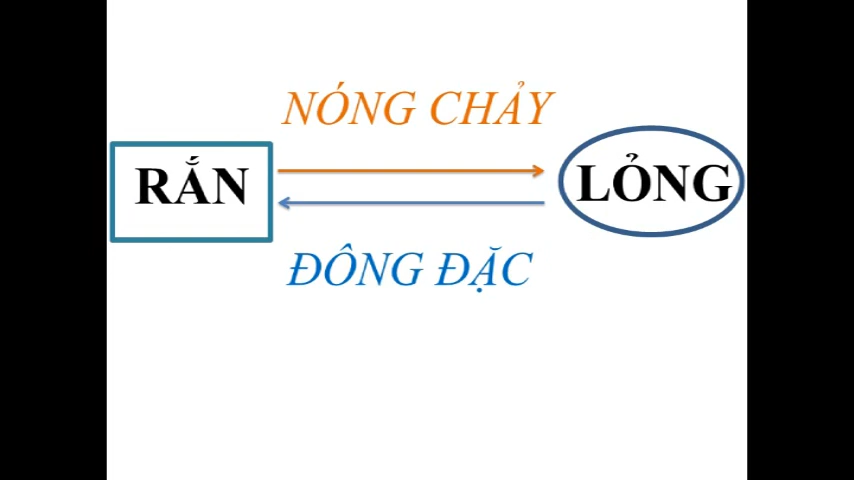 NÓNG CHẢY
RẮN
LỎNG
ĐÔNG ĐẶC